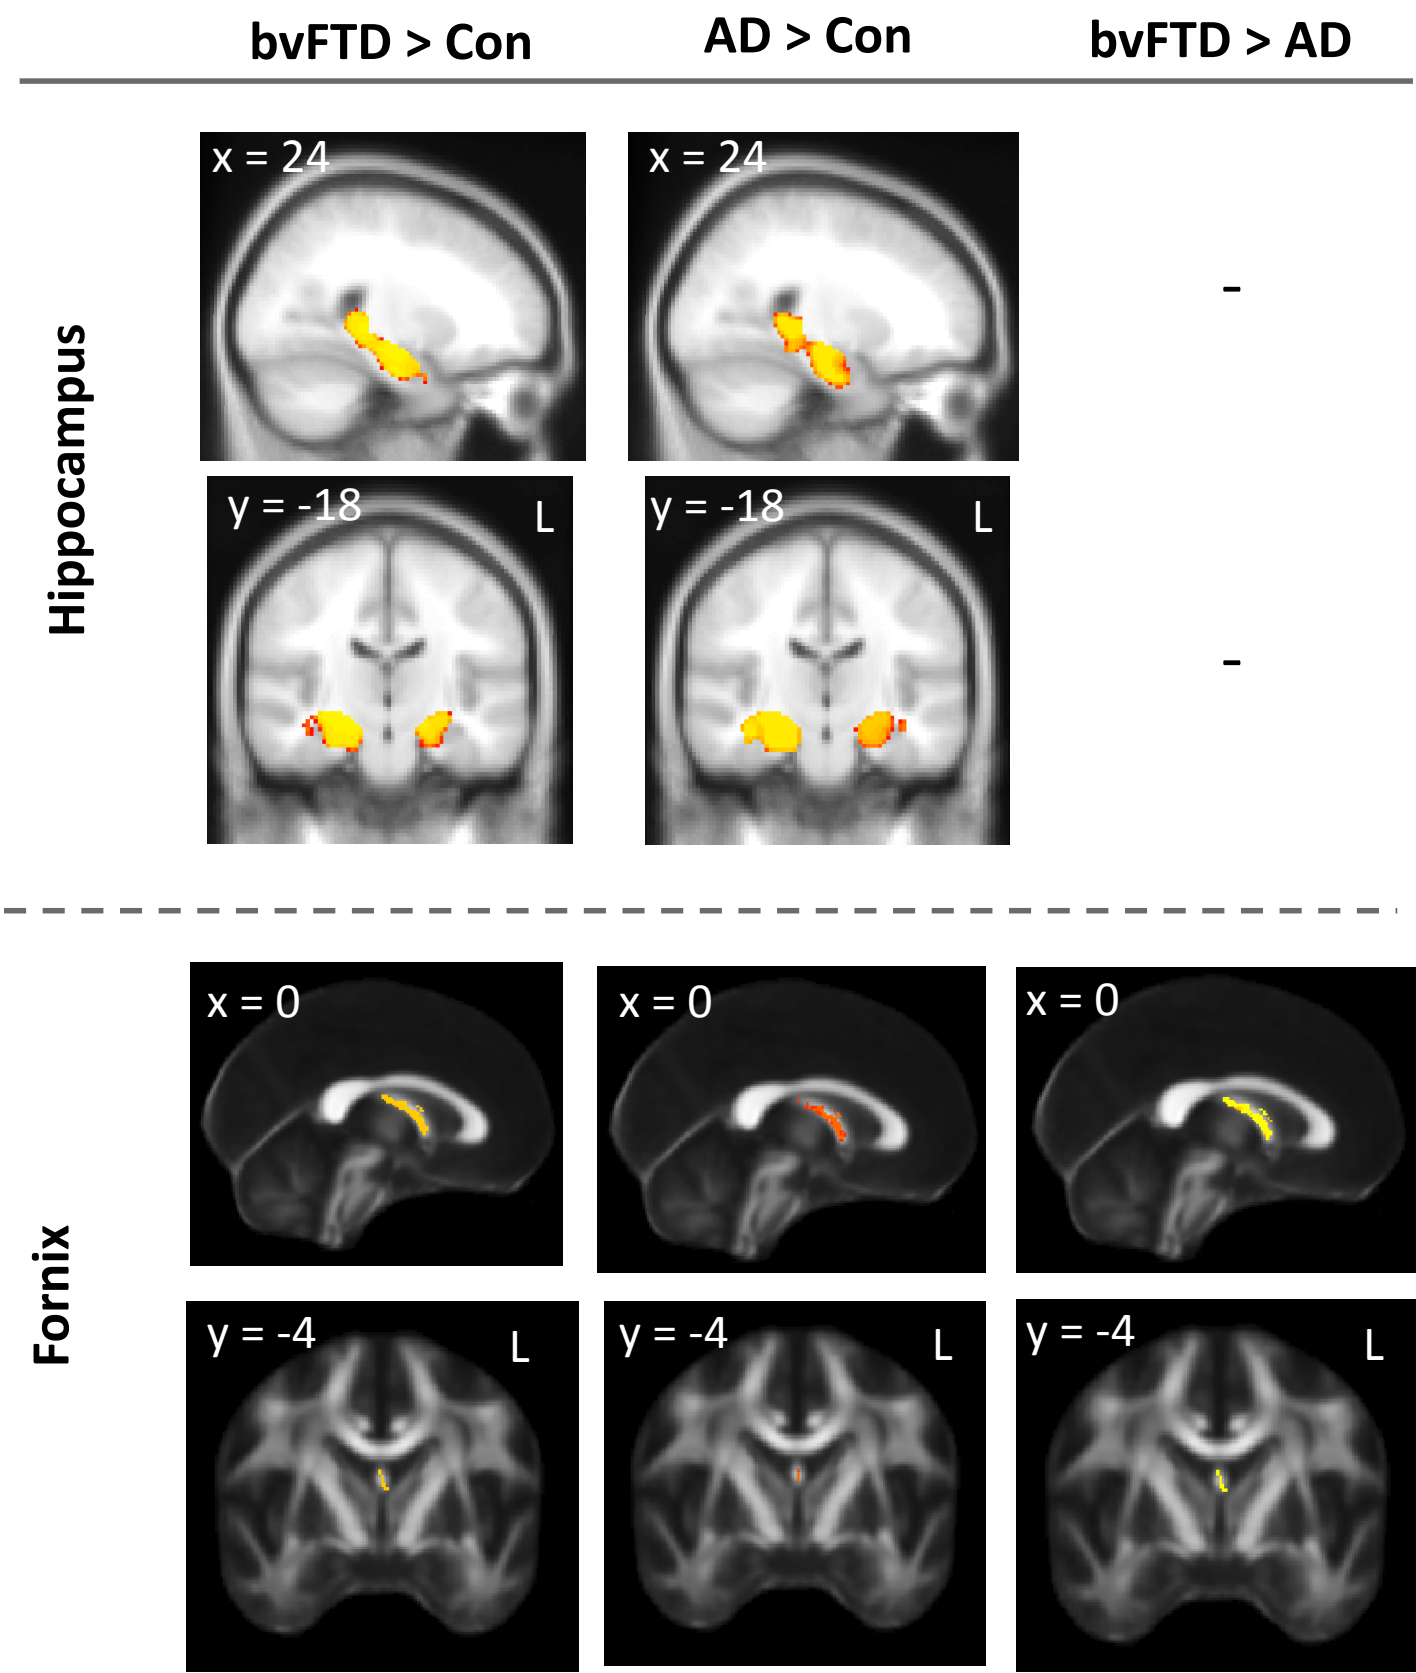 bvFTD > Con AD > Con bvFTD > AD
Hippocampus
x = 24 x = 24 -
y = -18 L y = -18 L -
Fornix
x = 0 x = 0 x = 0
y = -4 L y = -4 L y = -4 L